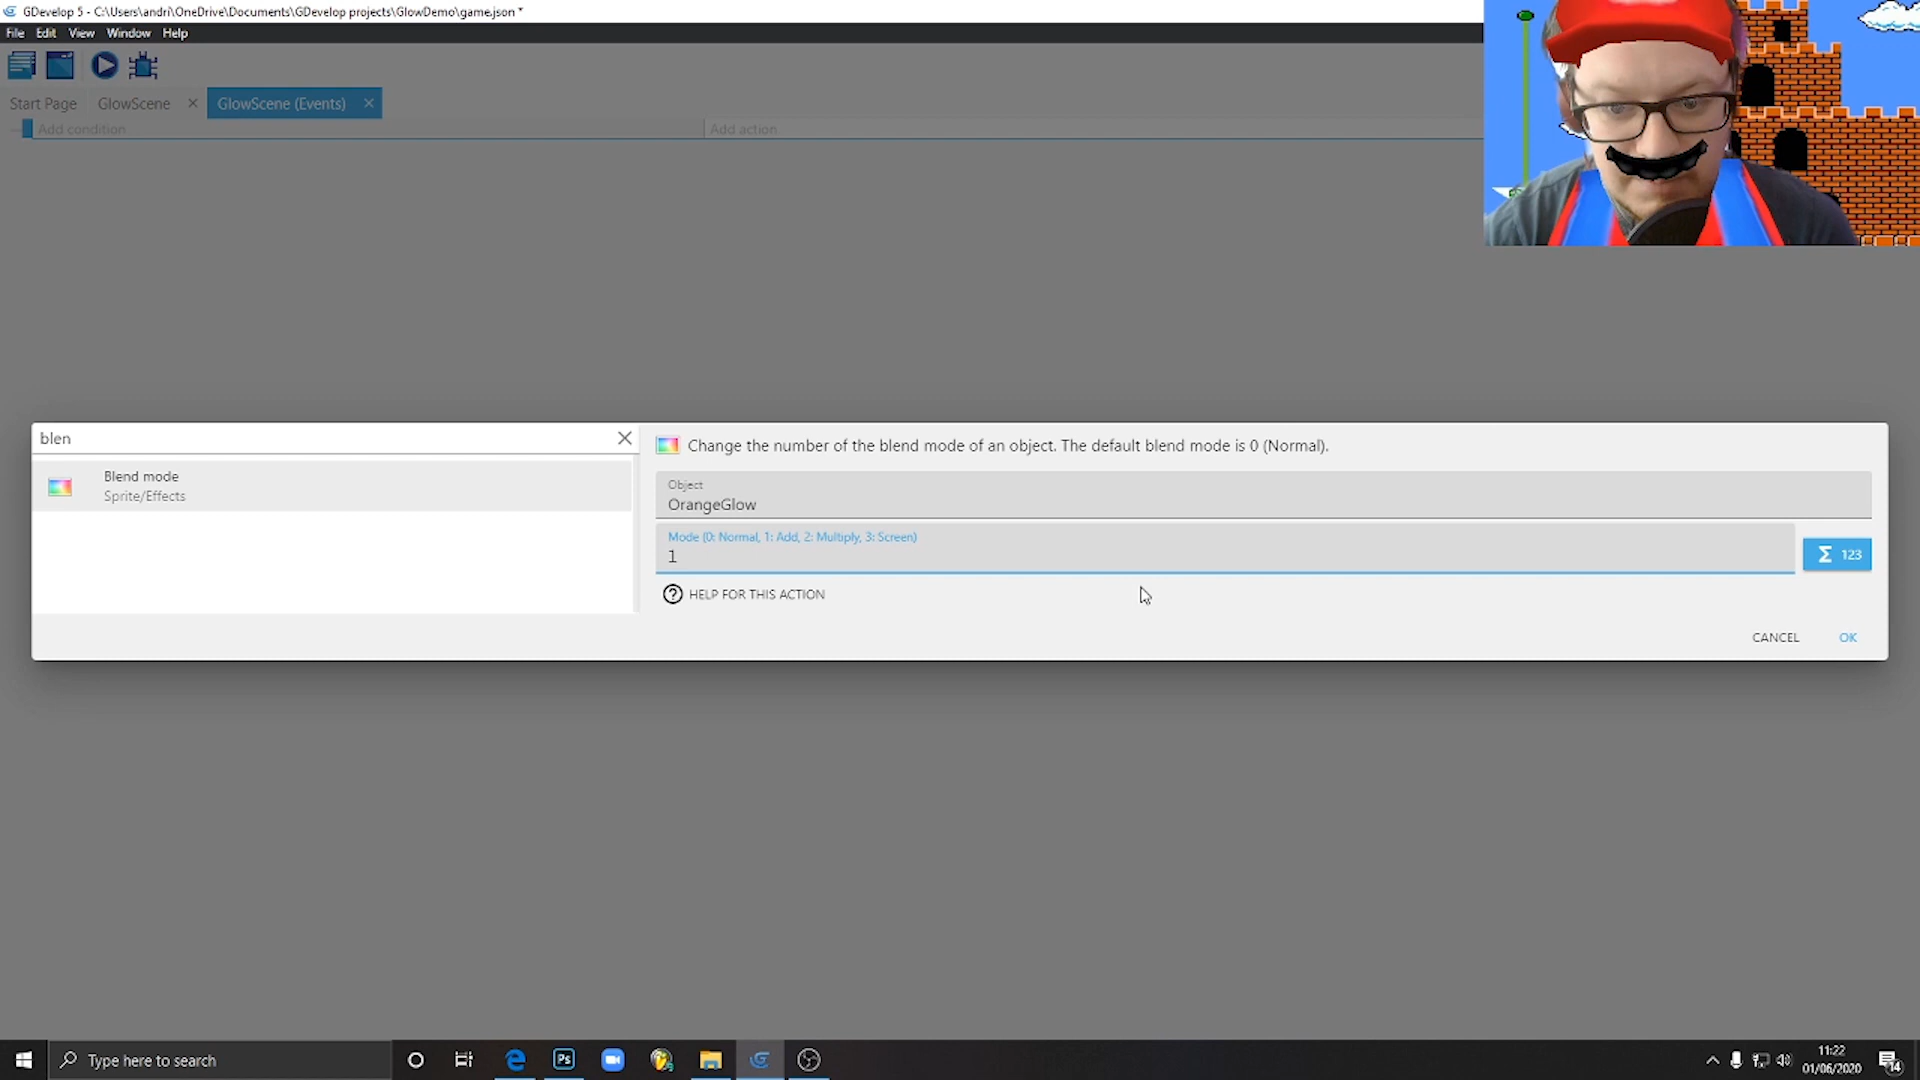 GDevelop 5 - C:\Users\andri\OneDrive\Documents\GDevelop projects\GlowDemo\game.json *
File Edit View Window Help
Start Page GlowScene GlowScene (Events)
Add condition Add action
blen
Blend mode
Sprite/Effects
Change the number of the blend mode of an object. The default blend mode is 0 (Normal).
Object
OrangeGlow
Mode (0: Normal, 1: Add, 2: Multiply, 3: Screen)
1
Σ 123
HELP FOR THIS ACTION
CANCEL OK
Type here to search
Ps
11:22
01/06/2020
14